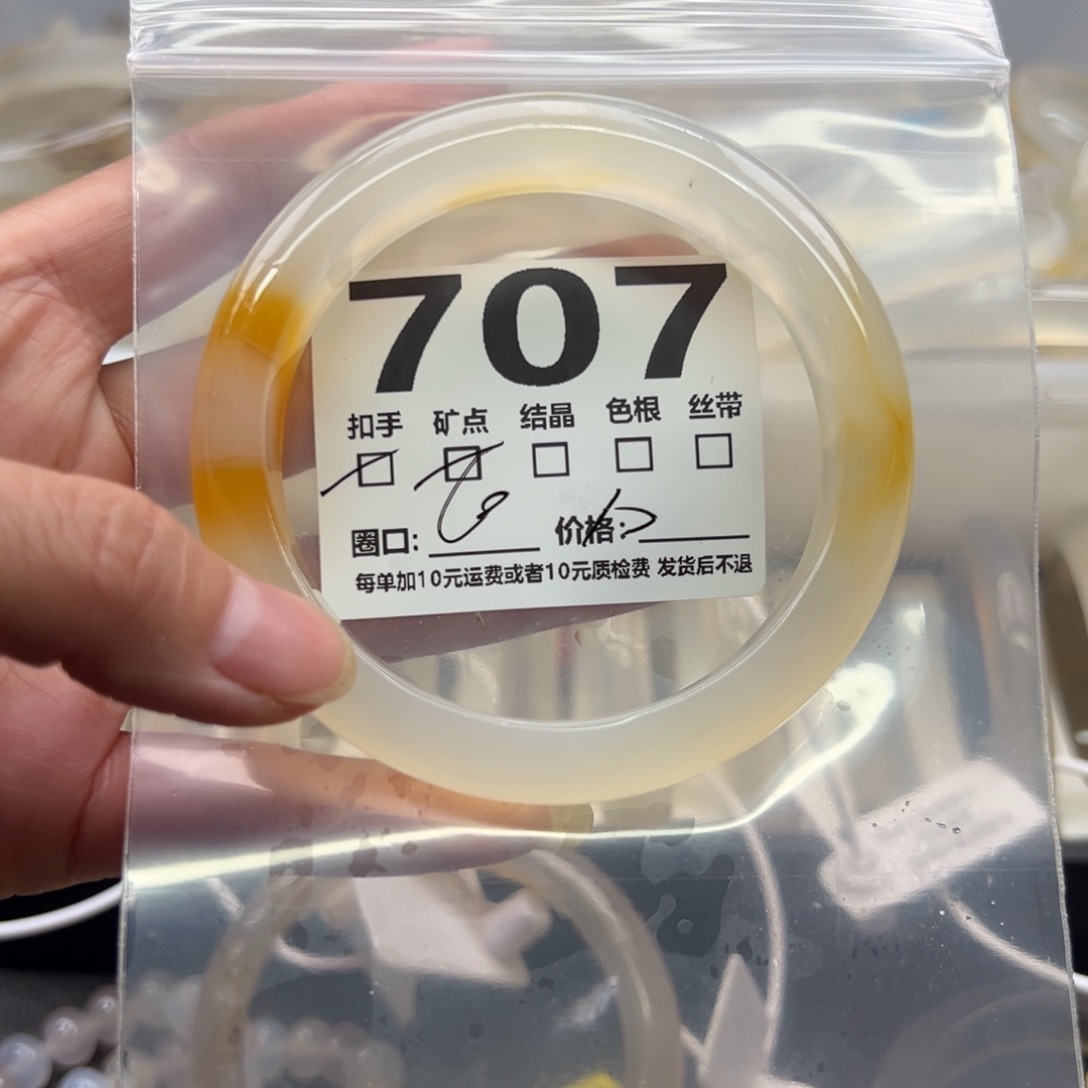 707
扣手 矿点 结晶 色根 丝带
圈口: 价格:
每单加10元运费或者10元质检费 发货后不退